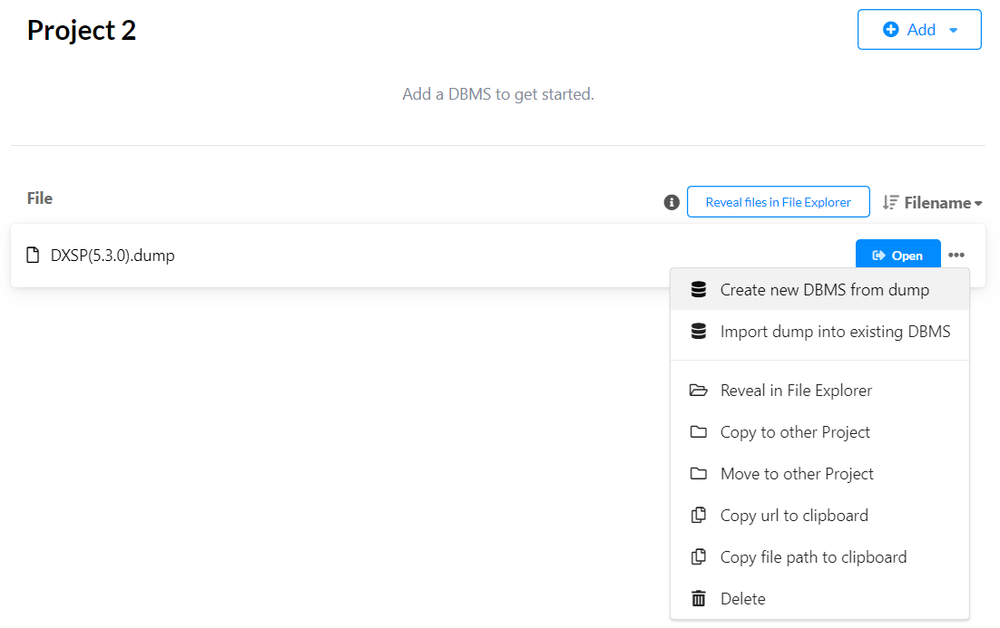 Project 2
Add
Add a DBMS to get started.
File
Reveal files in File Explorer
Filename
DXSP(5.3.0).dump
Open
Create new DBMS from dump
Import dump into existing DBMS
Reveal in File Explorer
Copy to other Project
Move to other Project
Copy url to clipboard
Copy file path to clipboard
Delete